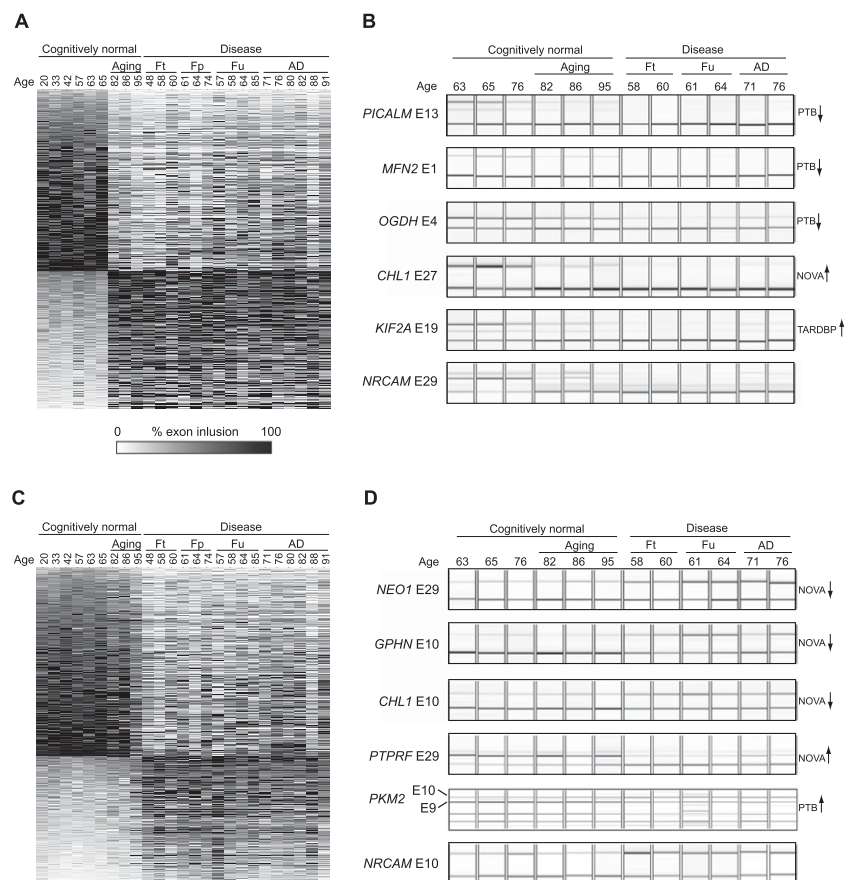 A
Cognitively normal Disease
Aging Ft Fp Fu AD
Age 20 33 42 57 63 65 82 86 95 48 58 60 61 64 74 57 58 64 85 71 76 80 82 88 91
0 % exon inlusion 100
B
Cognitively normal Disease
Aging Ft Fu AD
Age 63 65 76 82 86 95 58 60 61 64 71 76
PICALM E13 PTB↓
MFN2 E1 PTB↓
OGDH E4 PTB↓
CHL1 E27 NOVA↑
KIF2A E19 TARDBP↑
NRCAM E29
C
Cognitively normal Disease
Aging Ft Fp Fu AD
Age 20 33 42 57 63 65 82 86 95 48 58 60 61 64 74 57 58 64 85 71 76 80 82 88 91
D
Cognitively normal Disease
Aging Ft Fu AD
Age 63 65 76 82 86 95 58 60 61 64 71 76
NEO1 E29 NOVA↓
GPHN E10 NOVA↓
CHL1 E10 NOVA↓
PTPRF E29 NOVA↑
PKM2 E10
E9 PTB↑
NRCAM E10